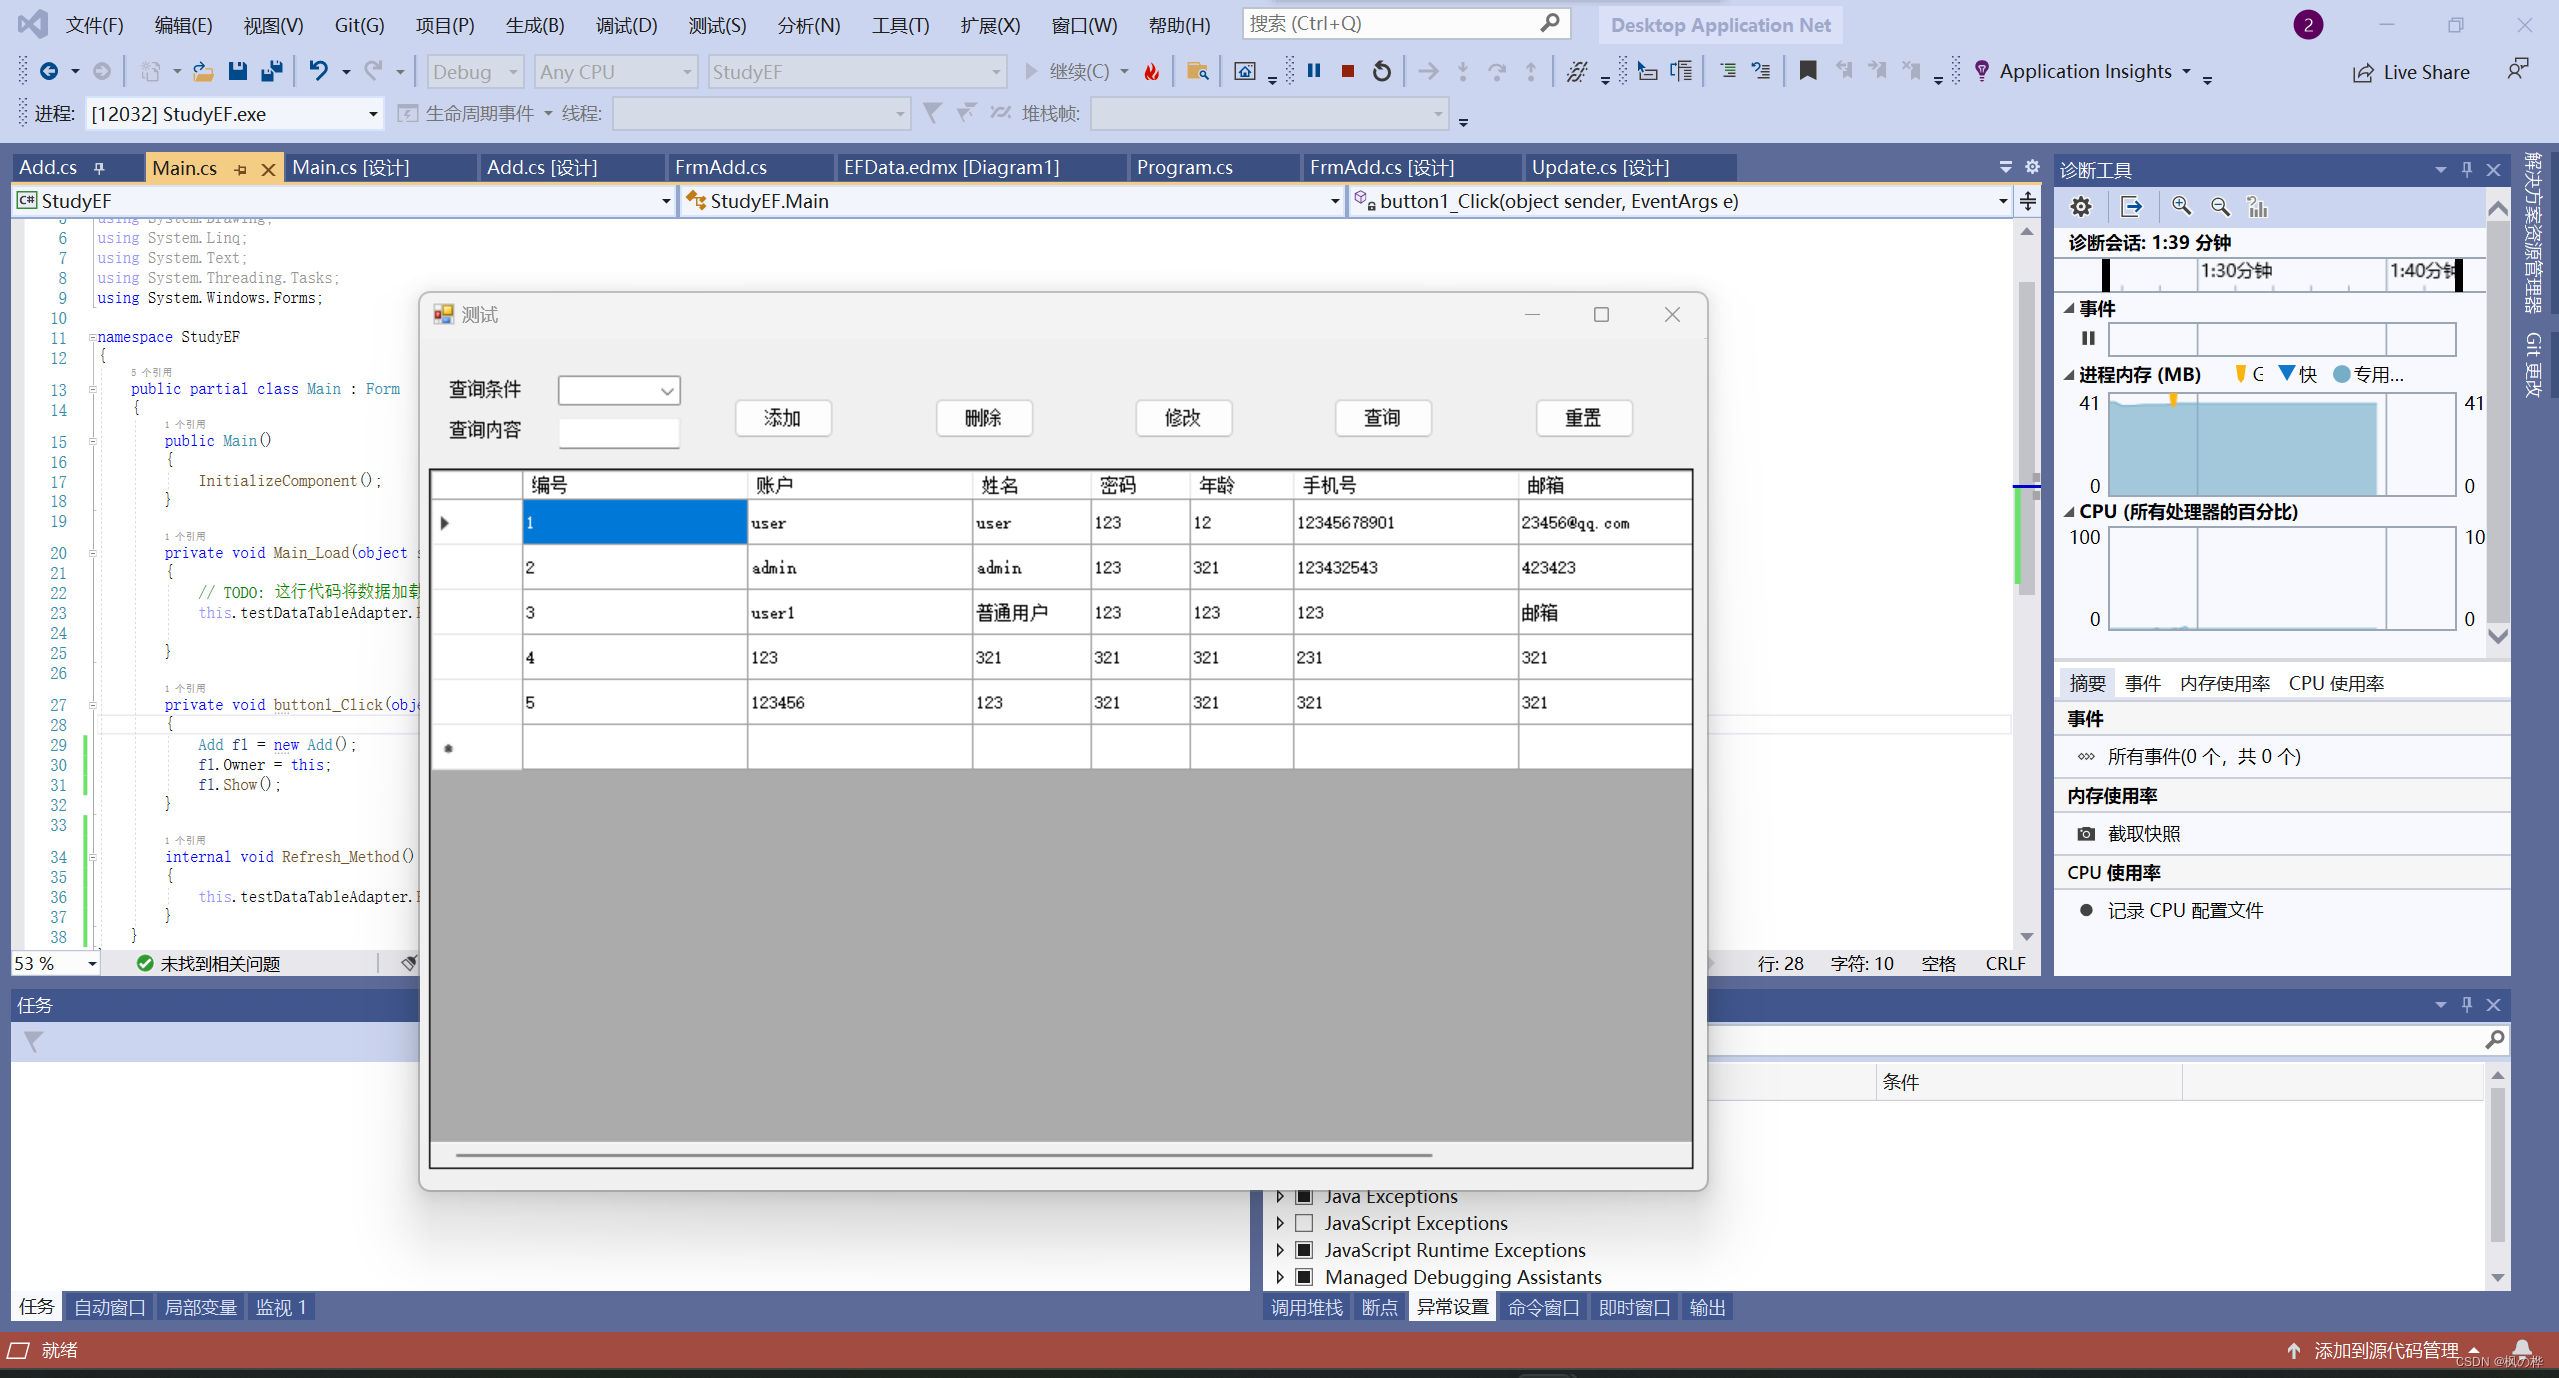 文件(F) 编辑(E) 视图(V) Git(G) 项目(P) 生成(B) 调试(D) 测试(S) 分析(N) 工具(T) 扩展(X) 窗口(W) 帮助(H) 搜索 (Ctrl+Q) Desktop Application Net 2
Debug Any CPU StudyEF 继续(C) Application Insights Live Share
进程: [12032] StudyEF.exe 生命周期事件 线程: 堆栈帧:
Add.cs Main.cs Main.cs [设计] Add.cs [设计] FrmAdd.cs EFData.edmx [Diagram1] Program.cs FrmAdd.cs [设计] Update.cs [设计]
C# StudyEF StudyEF.Main button1_Click(object sender, EventArgs e)
5 using System.Drawing;
6 using System.Linq;
7 using System.Text;
8 using System.Threading.Tasks;
9 using System.Windows.Forms;
10
11 namespace StudyEF
12 {
5 个引用
13 public partial class Main : Form
14 {
1 个引用
15 public Main()
16 {
17 InitializeComponent();
18 }
19
1 个引用
20 private void Main_Load(object
21 {
22 // TODO: 这行代码将数据加载
23 this.testDataTableAdapter.
24
25 }
26
1 个引用
27 private void button1_Click(obj
28 {
29 Add f1 = new Add();
30 f1.Owner = this;
31 f1.Show();
32 }
33
1 个引用
34 internal void Refresh_Method()
35 {
36 this.testDataTableAdapter.
37 }
38 }
53 % 未找到相关问题 行: 28 字符: 10 空格 CRLF
测试
查询条件
查询内容
添加 删除 修改 查询 重置
编号 账户 姓名 密码 年龄 手机号 邮箱
1 user user 123 12 12345678901 23456@qq.com
2 admin admin 123 321 123432543 423423
3 user1 普通用户 123 123 123 邮箱
4 123 321 321 321 231 321
5 123456 123 321 321 321 321
诊断工具
诊断会话: 1:39 分钟
1:30分钟 1:40分钟
事件
进程内存 (MB) G 快 专用...
41 41
0 0
CPU (所有处理器的百分比)
100 10
0 0
摘要 事件 内存使用率 CPU 使用率
事件
所有事件(0 个，共 0 个)
内存使用率
截取快照
CPU 使用率
记录 CPU 配置文件
解决方案资源管理器
Git 更改
任务
条件
Java Exceptions
JavaScript Exceptions
JavaScript Runtime Exceptions
Managed Debugging Assistants
任务 自动窗口 局部变量 监视 1
调用堆栈 断点 异常设置 命令窗口 即时窗口 输出
就绪 添加到源代码管理
CSDN @枫の桦